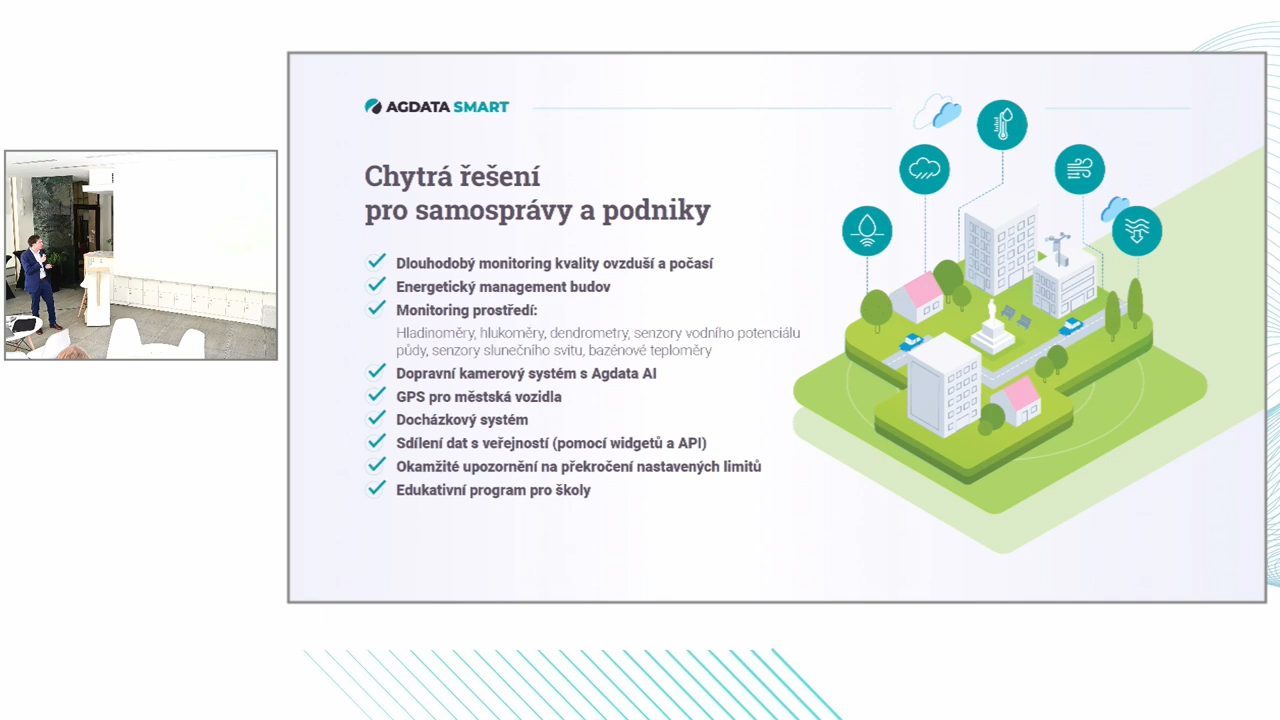 AGDATA SMART
Chytrá řešení
pro samosprávy a podniky
Dlouhodobý monitoring kvality ovzduší a počasí
Energetický management budov
Monitoring prostředí:
Hladinoměry, hlukoměry, dendrometry, senzory vodního potenciálu
půdy, senzory slunečního svitu, bazénové teploměry
Dopravní kamerový systém s Agdata AI
GPS pro městská vozidla
Docházkový systém
Sdílení dat s veřejností (pomocí widgetů a API)
Okamžité upozornění na překročení nastavených limitů
Edukativní program pro školy